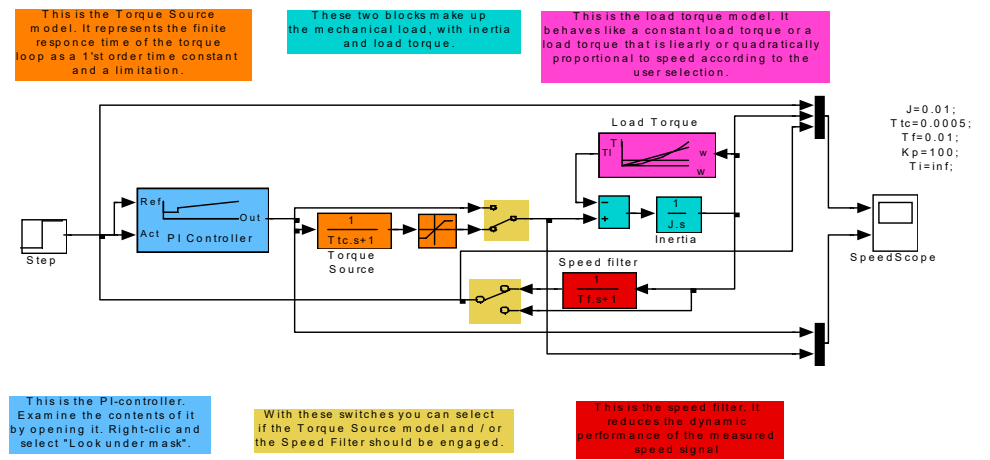 This is the Torque Source
model. It represents the finite
responce time of the torque
loop as a 1'st order time constant
and a limitation.
These two blocks make up
the mechanical load, with inertia
and load torque.
This is the load torque model. It
behaves like a constant load torque or a
load torque that is liearly or quadratically
proportional to speed according to the
user selection.
J=0.01;
Ttc=0.0005;
Tf=0.01;
Kp=100;
Ti=inf;
Load Torque
T
Tl
w
w
Ref
Act
Out
PI Controller
Step
1
Ttc.s+1
Torque
Source
−
+
1
J.s
Inertia
SpeedScope
Speed filter
1
Tf.s+1
This is the PI-controller.
Examine the contents of it
by opening it. Right-clic and
select "Look under mask".
With these switches you can select
if the Torque Source model and / or
the Speed Filter should be engaged.
This is the speed filter. It
reduces the dynamic
performance of the measured
speed signal